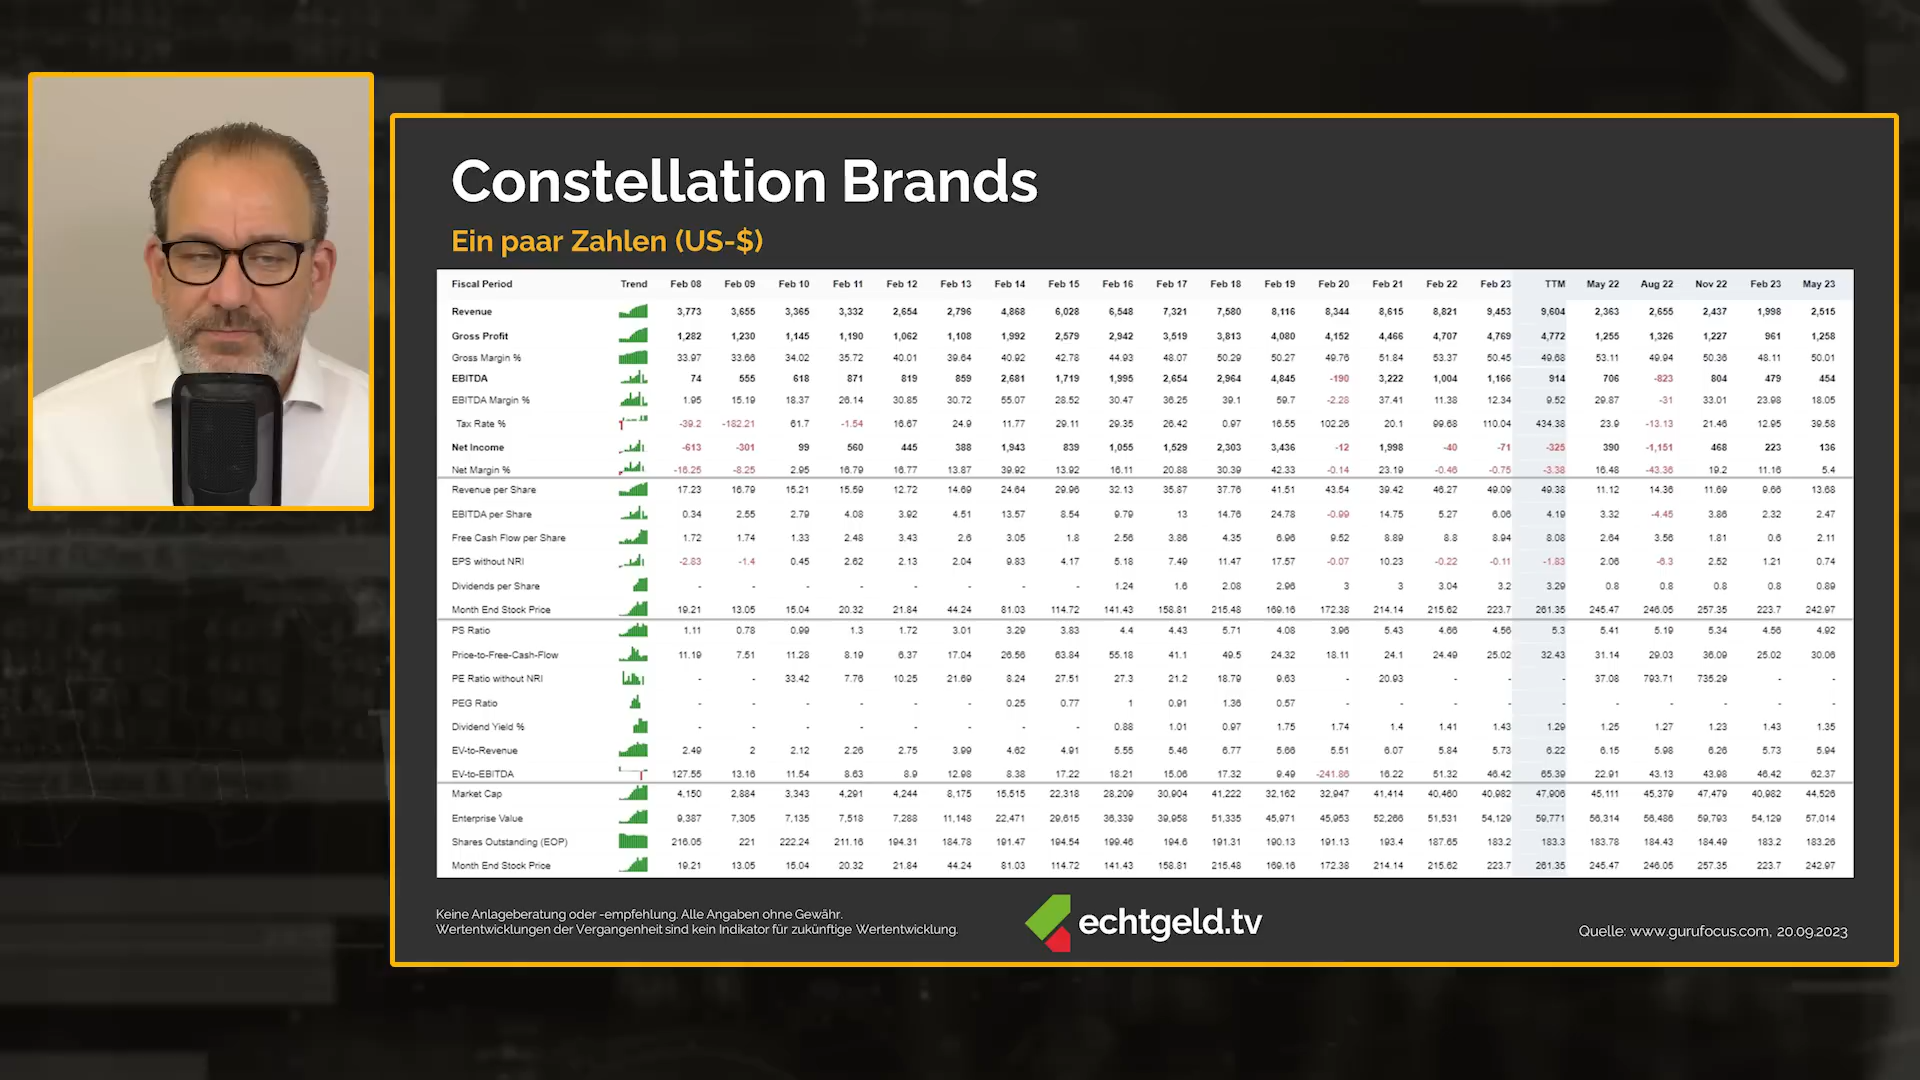 Constellation Brands
Ein paar Zahlen (US-$)
Fiscal Period Trend Feb 08 Feb 09 Feb 10 Feb 11 Feb 12 Feb 13 Feb 14 Feb 15 Feb 16 Feb 17 Feb 18 Feb 19 Feb 20 Feb 21 Feb 22 Feb 23 TTM May 22 Aug 22 Nov 22 Feb 23 May 23
Revenue 3,773 3,655 3,365 3,332 2,654 2,796 4,868 6,028 6,548 7,321 7,580 8,116 8,344 8,615 8,821 9,453 9,604 2,363 2,655 2,437 1,998 2,515
Gross Profit 1,282 1,230 1,145 1,190 1,062 1,108 1,992 2,579 2,942 3,519 3,813 4,080 4,152 4,466 4,707 4,769 4,772 1,255 1,326 1,227 961 1,258
Gross Margin % 33.97 33.66 34.02 35.72 40.01 39.64 40.92 42.78 44.93 48.07 50.29 50.27 49.76 51.84 53.37 50.45 49.68 53.11 49.94 50.36 48.11 50.01
EBITDA 74 555 618 871 819 859 2,681 1,719 1,995 2,654 2,964 4,845 -190 3,222 1,004 1,166 914 706 -823 804 479 454
EBITDA Margin % 1.95 15.19 18.37 26.14 30.85 30.72 55.07 28.52 30.47 36.25 39.1 59.7 -2.28 37.41 11.38 12.34 9.52 29.87 -31 33.01 23.98 18.05
Tax Rate % -39.2 -182.21 61.7 -1.54 16.67 24.9 11.77 29.11 29.35 26.42 0.97 16.55 102.26 20.1 99.68 110.04 434.38 23.9 -13.13 21.46 12.95 39.58
Net Income -613 -301 99 560 445 388 1,943 839 1,055 1,529 2,303 3,436 -12 1,998 -40 -71 -325 390 -1,151 468 223 136
Net Margin % -16.25 -8.25 2.95 16.79 16.77 13.87 39.92 13.92 16.11 20.88 30.39 42.33 -0.14 23.19 -0.46 -0.75 -3.38 16.48 -43.36 19.2 11.16 5.4
Revenue per Share 17.23 16.79 15.21 15.59 12.72 14.69 24.64 29.96 32.13 35.87 37.76 41.51 43.54 39.42 46.27 49.09 49.38 11.12 14.36 11.69 9.66 13.68
EBITDA per Share 0.34 2.55 2.79 4.08 3.92 4.51 13.57 8.54 9.79 13 14.76 24.78 -0.99 14.75 5.27 6.06 4.19 3.32 -4.45 3.86 2.32 2.47
Free Cash Flow per Share 1.72 1.74 1.33 2.48 3.43 2.6 3.05 1.8 2.56 3.86 4.35 6.96 9.52 8.89 8.8 8.94 8.08 2.64 3.56 1.81 0.6 2.11
EPS without NRI -2.83 -1.4 0.45 2.62 2.13 2.04 9.83 4.17 5.18 7.49 11.47 17.57 -0.07 10.23 -0.22 -0.11 -1.83 2.06 -6.3 2.52 1.21 0.74
Dividends per Share - - - - - - - - 1.24 1.6 2.08 2.96 3 3 3.04 3.2 3.29 0.8 0.8 0.8 0.8 0.89
Month End Stock Price 19.21 13.05 15.04 20.32 21.84 44.24 81.03 114.72 141.43 158.81 215.48 169.16 172.38 214.14 215.62 223.7 261.35 245.47 246.05 257.35 223.7 242.97
PS Ratio 1.11 0.78 0.99 1.3 1.72 3.01 3.29 3.83 4.4 4.43 5.71 4.08 3.96 5.43 4.66 4.56 5.3 5.41 5.19 5.34 4.56 4.92
Price-to-Free-Cash-Flow 11.19 7.51 11.28 8.19 6.37 17.04 26.56 63.84 55.18 41.1 49.5 24.32 18.11 24.1 24.49 25.02 32.43 31.14 29.03 36.09 25.02 30.06
PE Ratio without NRI - - 33.42 7.76 10.25 21.69 8.24 27.51 27.3 21.2 18.79 9.63 - 20.93 - - - 37.08 793.71 735.29 - -
PEG Ratio - - - - - - 0.25 0.77 1 0.91 1.36 0.57 - - - - - - - - - -
Dividend Yield % - - - - - - - - 0.88 1.01 0.97 1.75 1.74 1.4 1.41 1.43 1.29 1.25 1.27 1.23 1.43 1.35
EV-to-Revenue 2.49 2 2.12 2.26 2.75 3.99 4.62 4.91 5.55 5.46 6.77 5.66 5.51 6.07 5.84 5.73 6.22 6.15 5.98 6.26 5.73 5.94
EV-to-EBITDA 127.55 13.16 11.54 8.63 8.9 12.98 8.38 17.22 18.21 15.06 17.32 9.49 -241.86 16.22 51.32 46.42 65.39 22.91 43.13 43.98 46.42 62.37
Market Cap 4,150 2,884 3,343 4,291 4,244 8,175 15,515 22,318 28,209 30,904 41,222 32,162 32,947 41,414 40,460 40,982 47,906 45,111 45,379 47,479 40,982 44,526
Enterprise Value 9,387 7,305 7,135 7,518 7,288 11,148 22,471 29,615 36,339 39,958 51,335 45,971 45,953 52,266 51,531 54,129 59,771 56,314 56,486 59,793 54,129 57,014
Shares Outstanding (EOP) 216.05 221 222.24 211.16 194.31 184.78 191.47 194.54 199.46 194.6 191.31 190.13 191.13 193.4 187.65 183.2 183.3 183.78 184.43 184.49 183.2 183.26
Month End Stock Price 19.21 13.05 15.04 20.32 21.84 44.24 81.03 114.72 141.43 158.81 215.48 169.16 172.38 214.14 215.62 223.7 261.35 245.47 246.05 257.35 223.7 242.97
Keine Anlageberatung oder -empfehlung. Alle Angaben ohne Gewähr.
Wertentwicklungen der Vergangenheit sind kein Indikator für zukünftige Wertentwicklung.
echtgeld.tv
Quelle: www.gurufocus.com, 20.09.2023